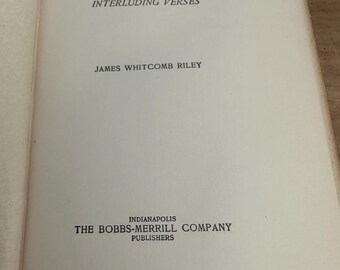 INTERLUDING VERSES
JAMES WHITCOMB RILEY
INDIANAPOLIS
THE BOBBS-MERRILL COMPANY
PUBLISHERS